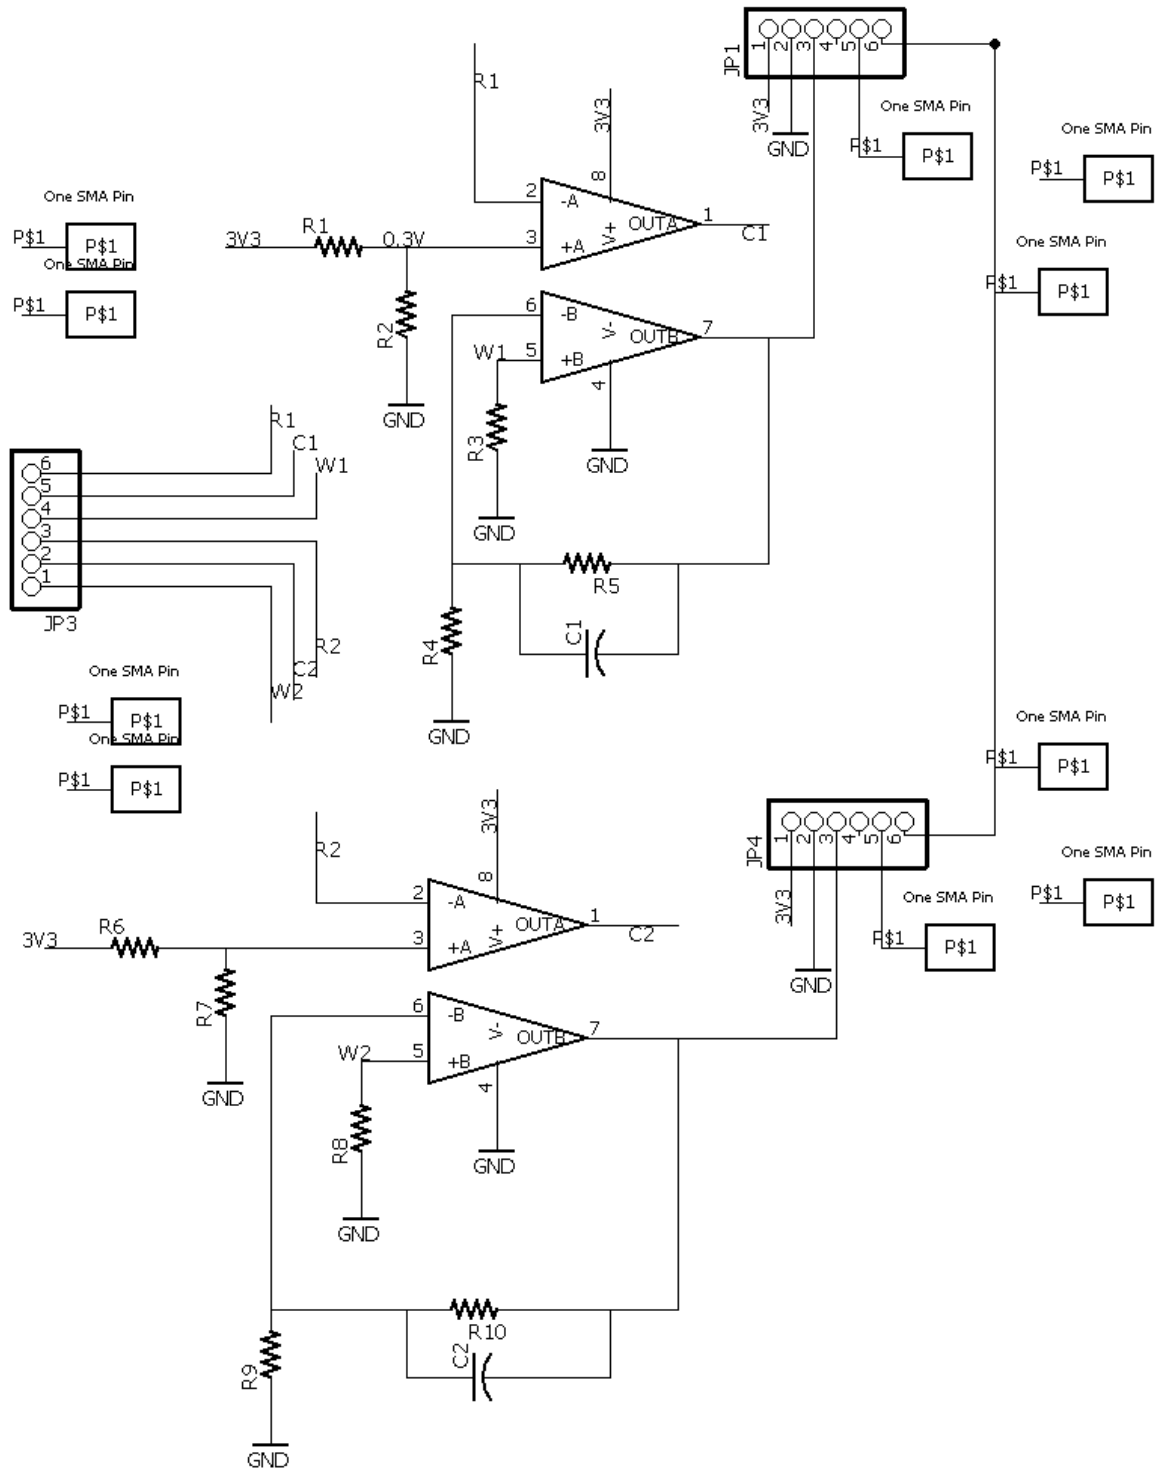 JP1
1 2 3 4 5 6
R1
3V3
3V3
GND
One SMA Pin
P$1 P$1
One SMA Pin
P$1 P$1
8
2 -A
1
OUTA
V+
C1
One SMA Pin
P$1 P$1
One SMA Pin
P$1 P$1
3V3 R1 0.3V 3 +A
One SMA Pin
P$1 P$1
R2
GND
6 -B
V-
OUTB
7
W1 5 +B
4
R3
GND
GND
R1
C1
W1
6
5
4
3
2
1
JP3
R5
C1
R4
GND
R2
C2
W2
One SMA Pin
P$1 P$1
One SMA Pin
P$1 P$1
One SMA Pin
P$1 P$1
3V3
R2
8
2 -A
1
OUTA
V+
C2
3V3 R6
3 +A
R7
GND
JP4
1 2 3 4 5 6
3V3
GND
One SMA Pin
P$1 P$1
One SMA Pin
P$1 P$1
6 -B
V-
OUTB
7
W2 5 +B
4
R8
GND
GND
R10
C2
R9
GND